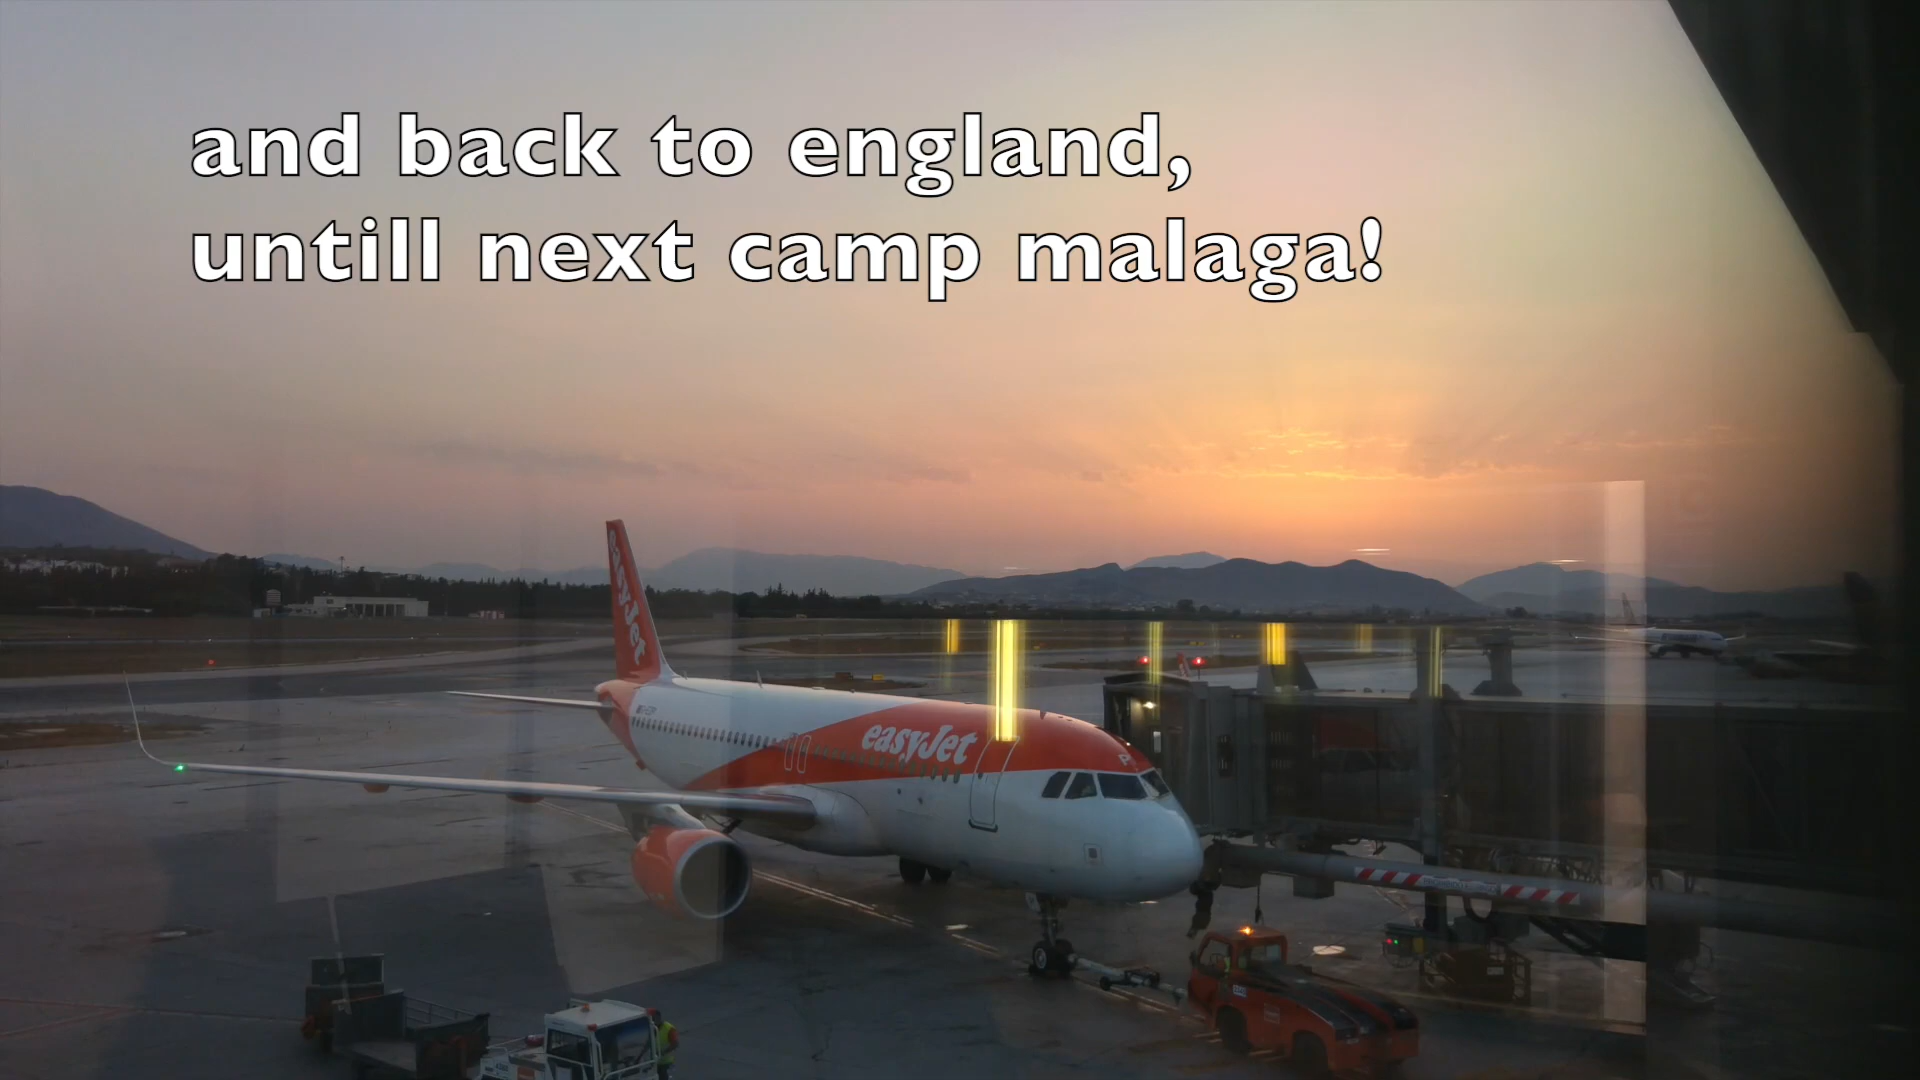 and back to england,
untill next camp malaga!
easyJet
easyJet
P